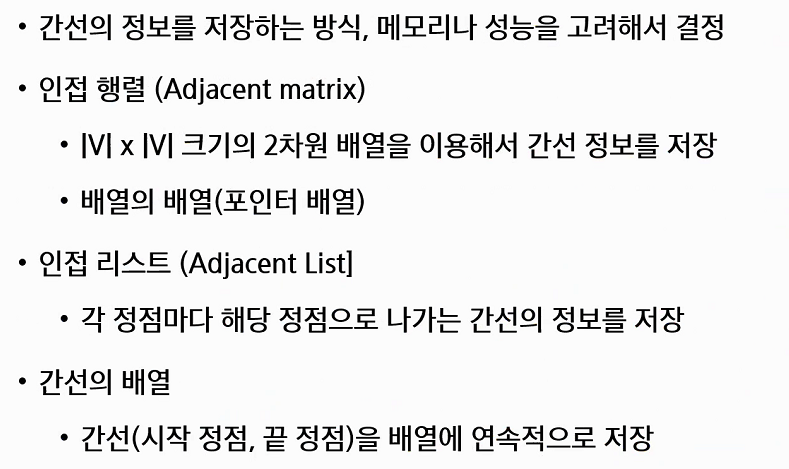 • 간선의 정보를 저장하는 방식, 메모리나 성능을 고려해서 결정
• 인접 행렬 (Adjacent matrix)
• |V| x |V| 크기의 2차원 배열을 이용해서 간선 정보를 저장
• 배열의 배열(포인터 배열)
• 인접 리스트 (Adjacent List]
• 각 정점마다 해당 정점으로 나가는 간선의 정보를 저장
• 간선의 배열
• 간선(시작 정점, 끝 정점)을 배열에 연속적으로 저장